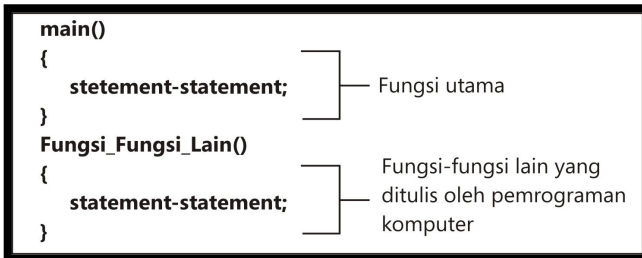 main()
{
stetement-statement;
Fungsi utama
}
Fungsi_Fungsi_Lain()
{
statement-statement;
}
Fungsi-fungsi lain yang
ditulis oleh pemrograman
komputer